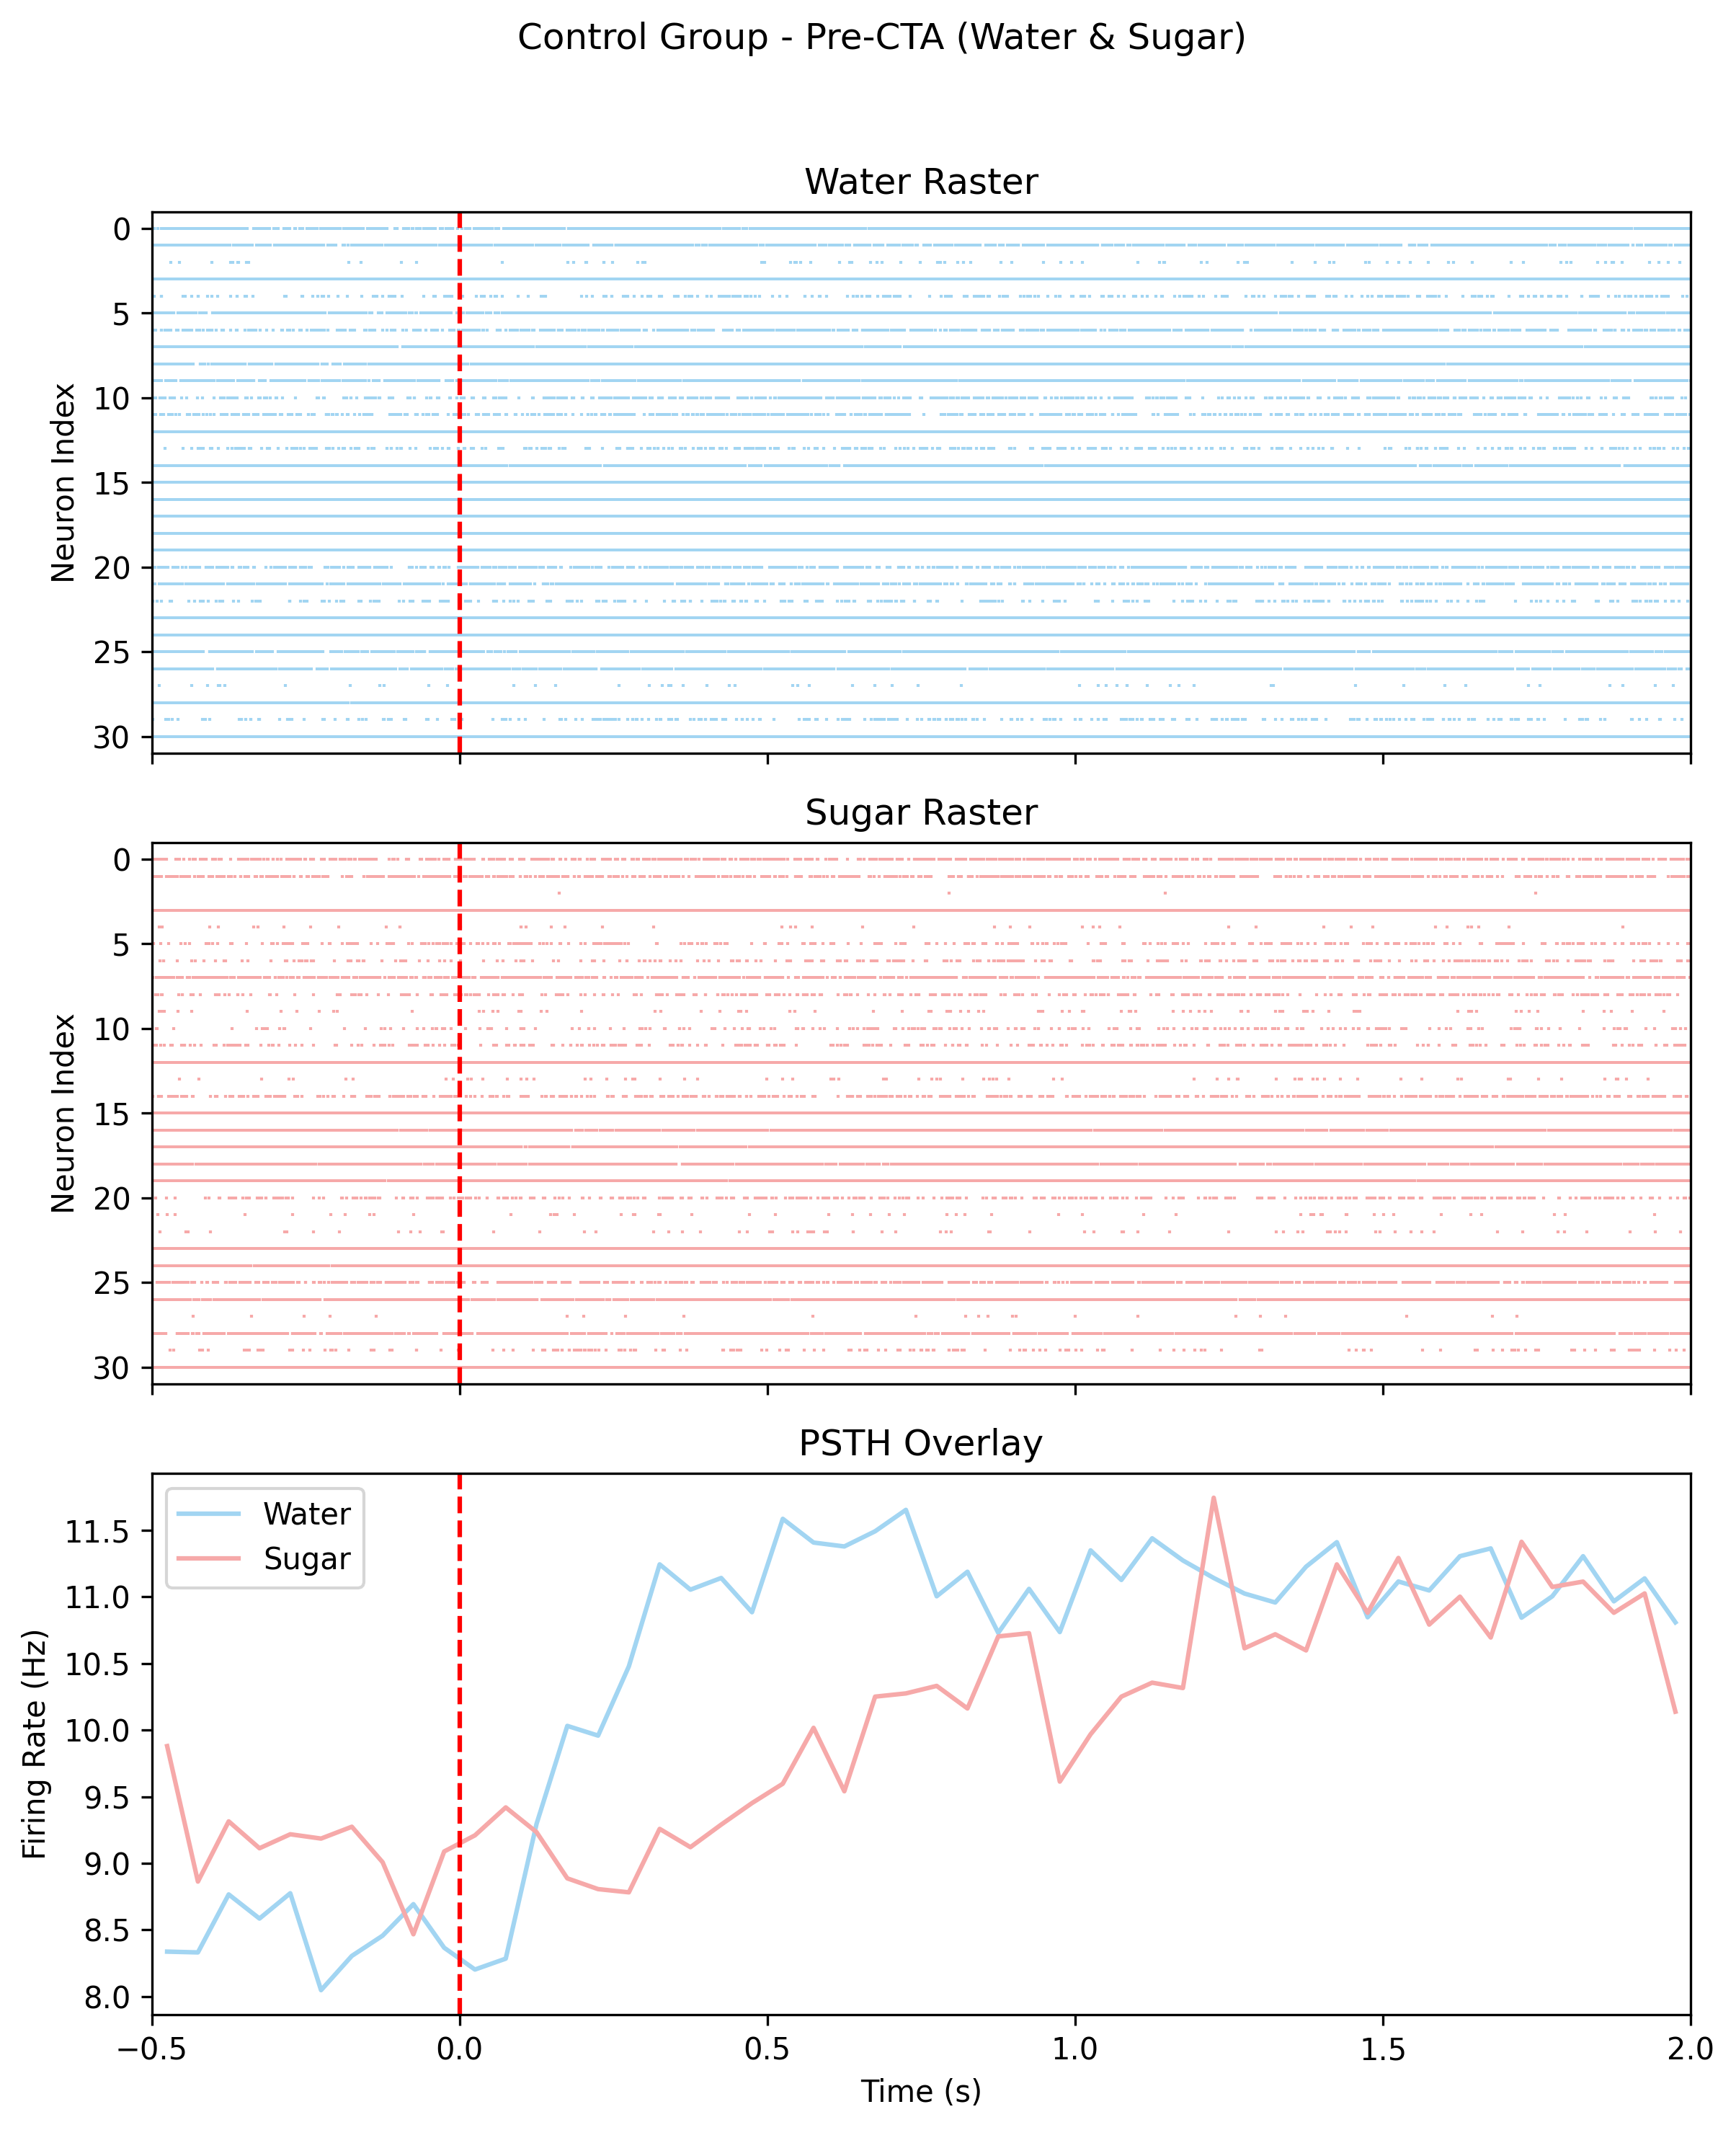 Control Group - Pre-CTA (Water & Sugar)
Water Raster
0
5
10
15
20
25
30
Neuron Index
Sugar Raster
0
5
10
15
20
25
30
Neuron Index
PSTH Overlay
Water
Sugar
11.5
11.0
10.5
10.0
9.5
9.0
8.5
8.0
Firing Rate (Hz)
−0.5 0.0 0.5 1.0 1.5 2.0
Time (s)